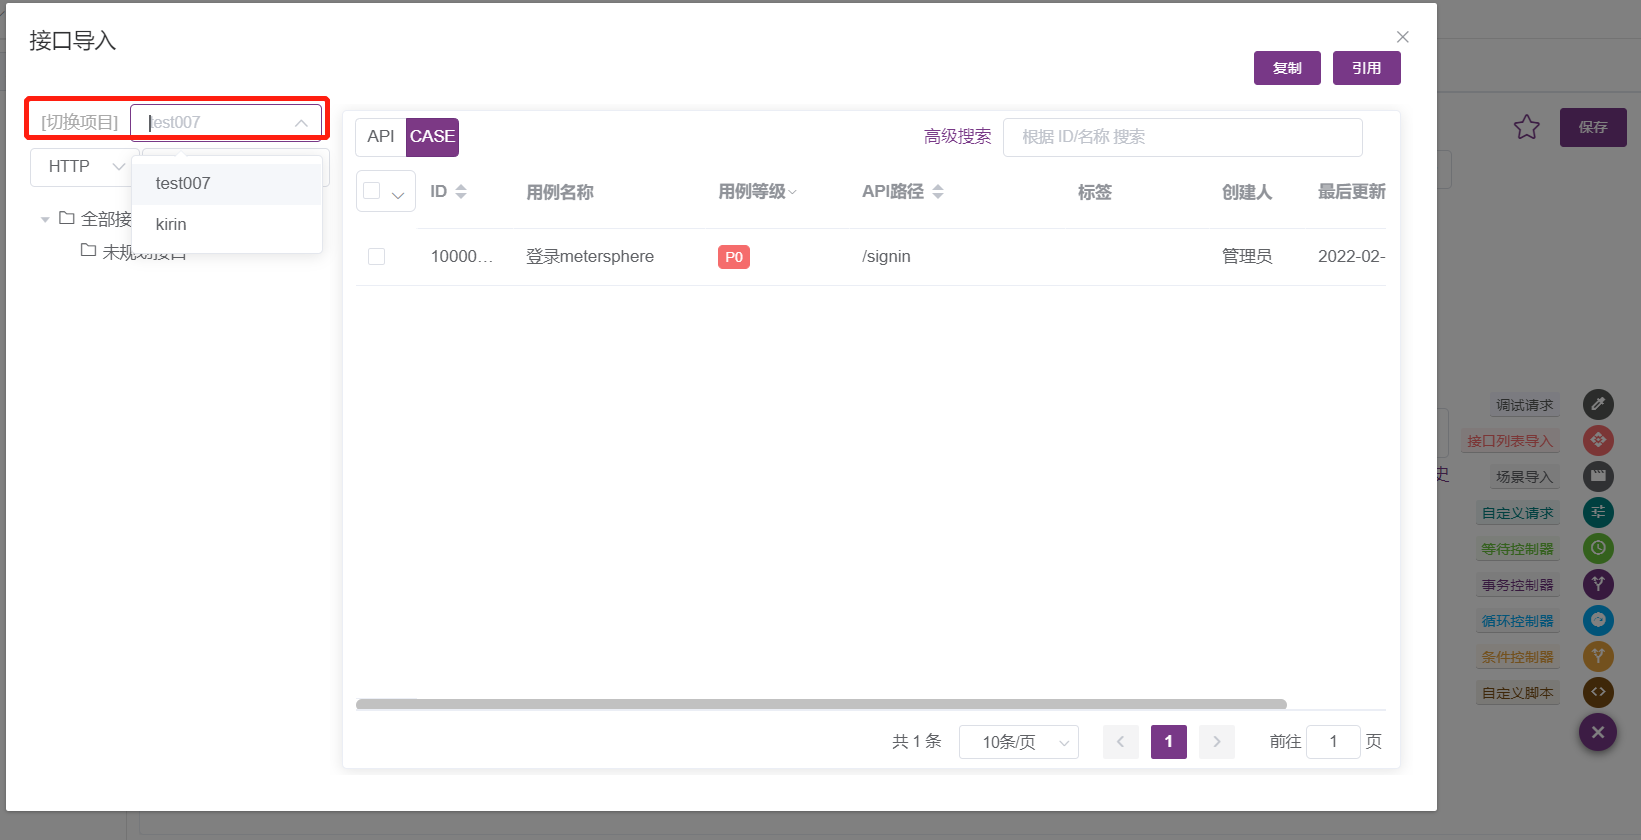 接口导入
复制
引用
[切换项目]
test007
HTTP
test007
kirin
全部接
未规划接口
API
CASE
高级搜索
根据 ID/名称 搜索
ID
用例名称
用例等级
API路径
标签
创建人
最后更新
10000...
登录metersphere
P0
/signin
管理员
2022-02-
共 1 条
10条/页
1
前往
1
页
保存
史
调试请求
接口列表导入
场景导入
自定义请求
等待控制器
事务控制器
循环控制器
条件控制器
自定义脚本